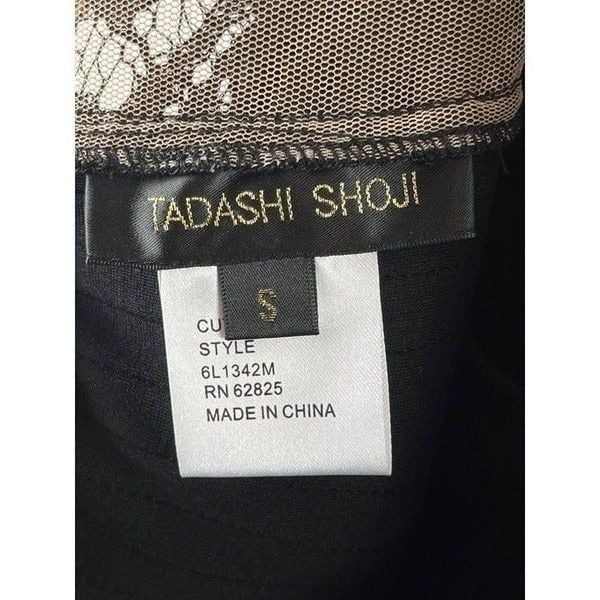 TADASHI SHOJI
S
CU
STYLE
6L1342M
RN 62825
MADE IN CHINA